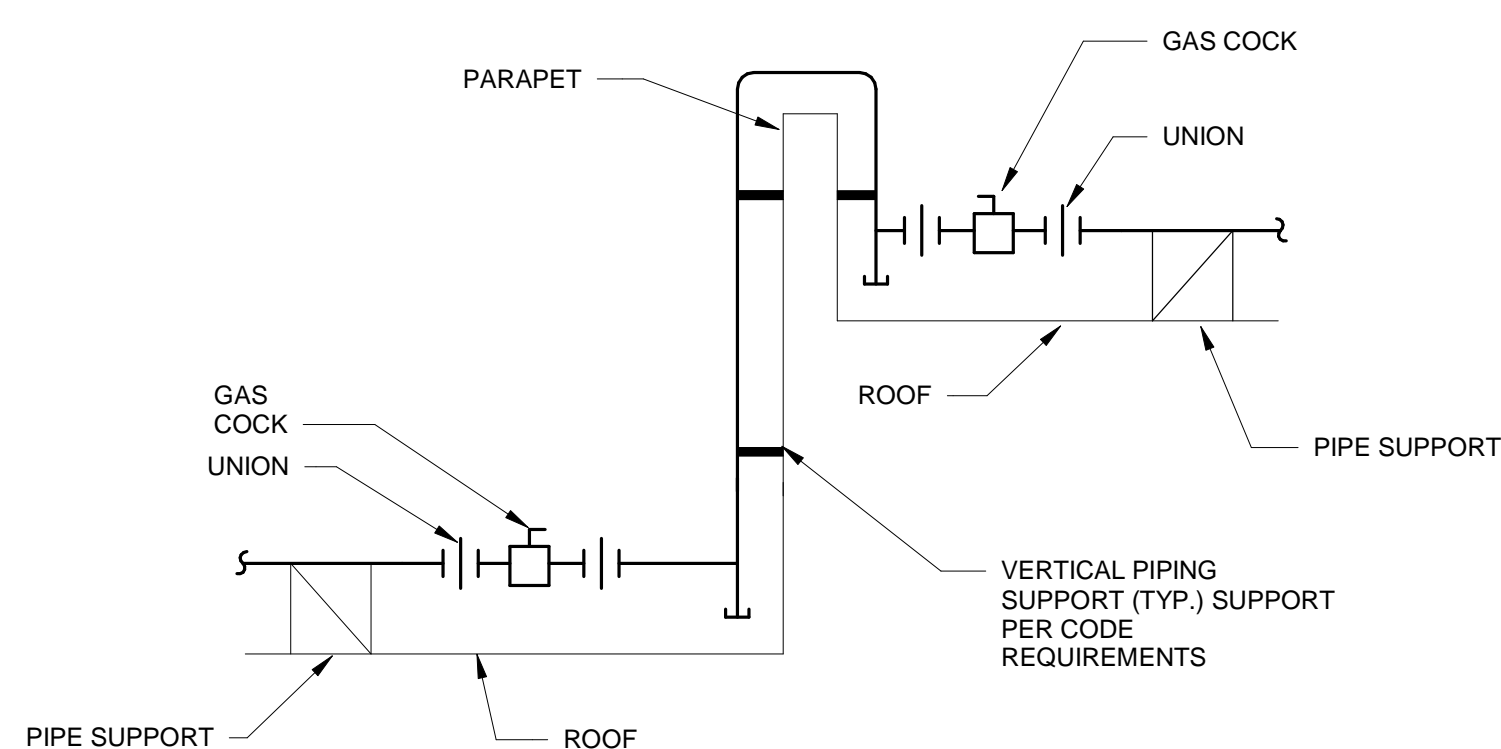 GAS COCK
PARAPET
UNION
GAS
COCK
ROOF
PIPE SUPPORT
UNION
VERTICAL PIPING
SUPPORT (TYP.) SUPPORT
PER CODE
REQUIREMENTS
PIPE SUPPORT
ROOF